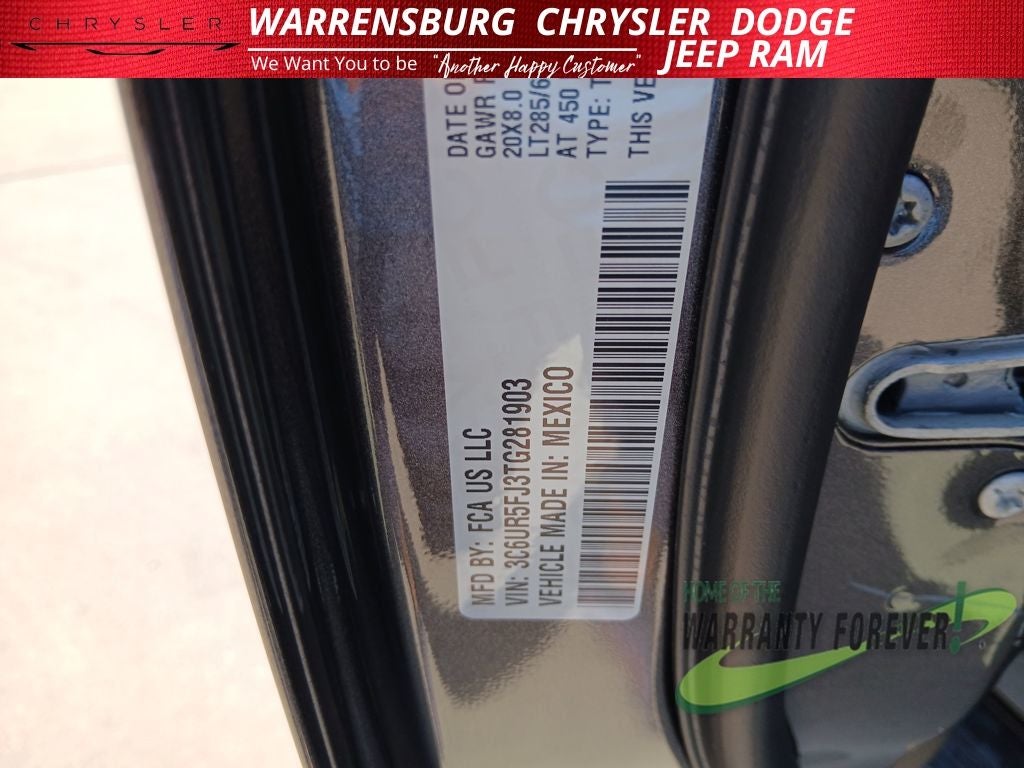 CHRYSLER
WARRENSBURG CHRYSLER DODGE
JEEP RAM
We Want You to be "Another Happy Customer"
MFD BY: FCA US LLC
VIN: 3C6UR5FJ3TG281903
VEHICLE MADE IN: MEXICO
DATE O
GAWR
20X8.0
LT285/6
AT 450
TYPE: T
THIS VE
HOME OF THE
WARRANTY FOREVER!